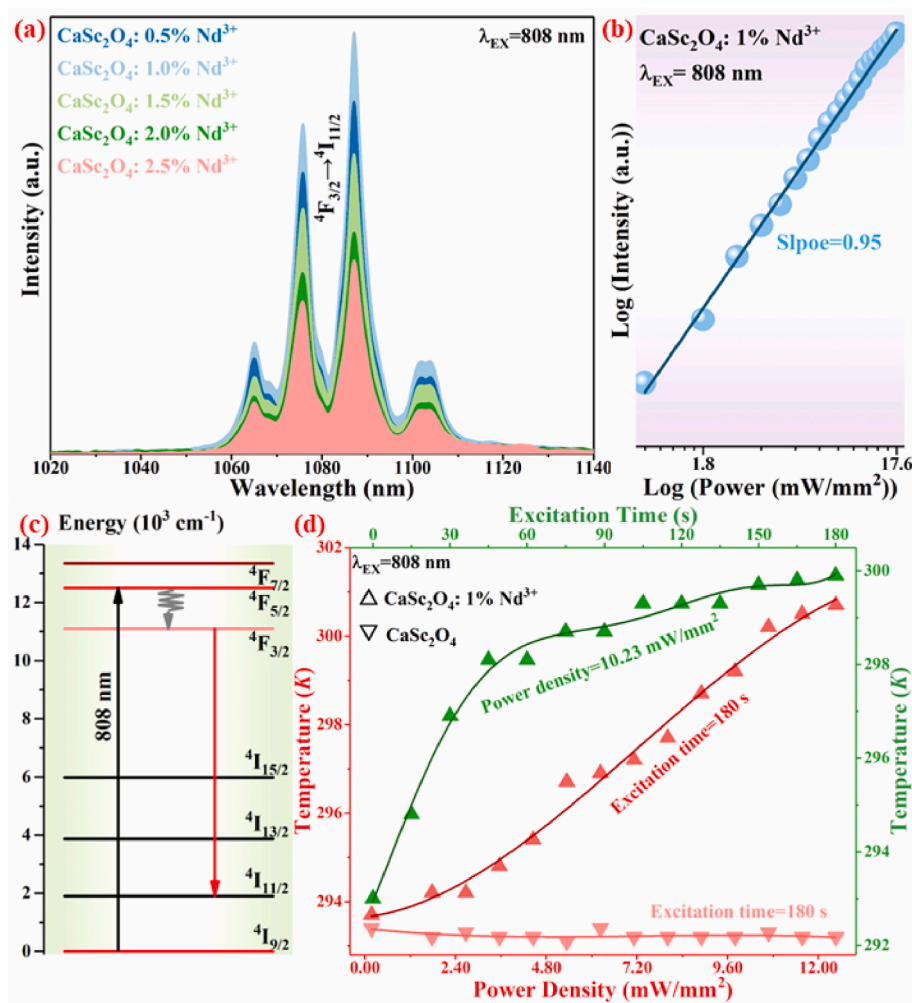 (a)
CaSc₂O₄: 0.5% Nd³⁺
CaSc₂O₄: 1.0% Nd³⁺
CaSc₂O₄: 1.5% Nd³⁺
CaSc₂O₄: 2.0% Nd³⁺
CaSc₂O₄: 2.5% Nd³⁺
λEX=808 nm
⁴F3/2→⁴I11/2
Intensity (a.u.)
1020 1040 1060 1080 1100 1120 1140
Wavelength (nm)
(b)
CaSc₂O₄: 1% Nd³⁺
λEX= 808 nm
Slpoe=0.95
Log (Intensity (a.u.))
1.8 17.6
Log (Power (mW/mm²))
(c)
Energy (10³ cm⁻¹)
14
12
10
8
6
4
2
0
⁴F7/2
⁴F5/2
⁴F3/2
808 nm
⁴I15/2
⁴I13/2
⁴I11/2
⁴I9/2
(d)
Excitation Time (s)
0 30 60 90 120 150 180
λEX=808 nm
CaSc₂O₄: 1% Nd³⁺
CaSc₂O₄
Power density=10.23 mW/mm²
Excitation time=180 s
Excitation time=180 s
302
300
298
296
294
Temperature (K)
300
298
296
294
292
Temperature (K)
0.00 2.40 4.80 7.20 9.60 12.00
Power Density (mW/mm²)